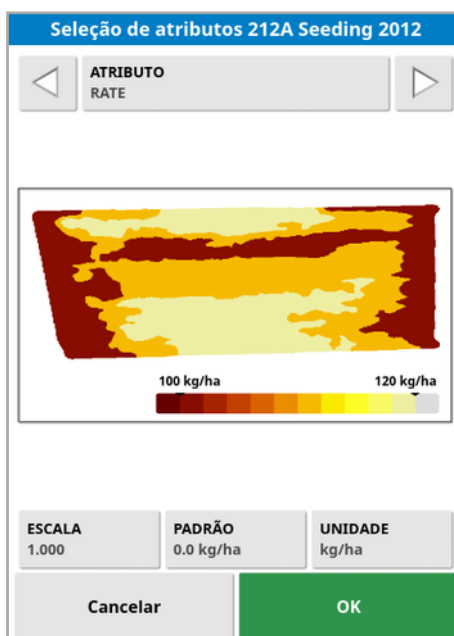 Seleção de atributos 212A Seeding 2012
ATRIBUTO
RATE
100 kg/ha 120 kg/ha
ESCALA PADRÃO UNIDADE
1.000 0.0 kg/ha kg/ha
Cancelar OK